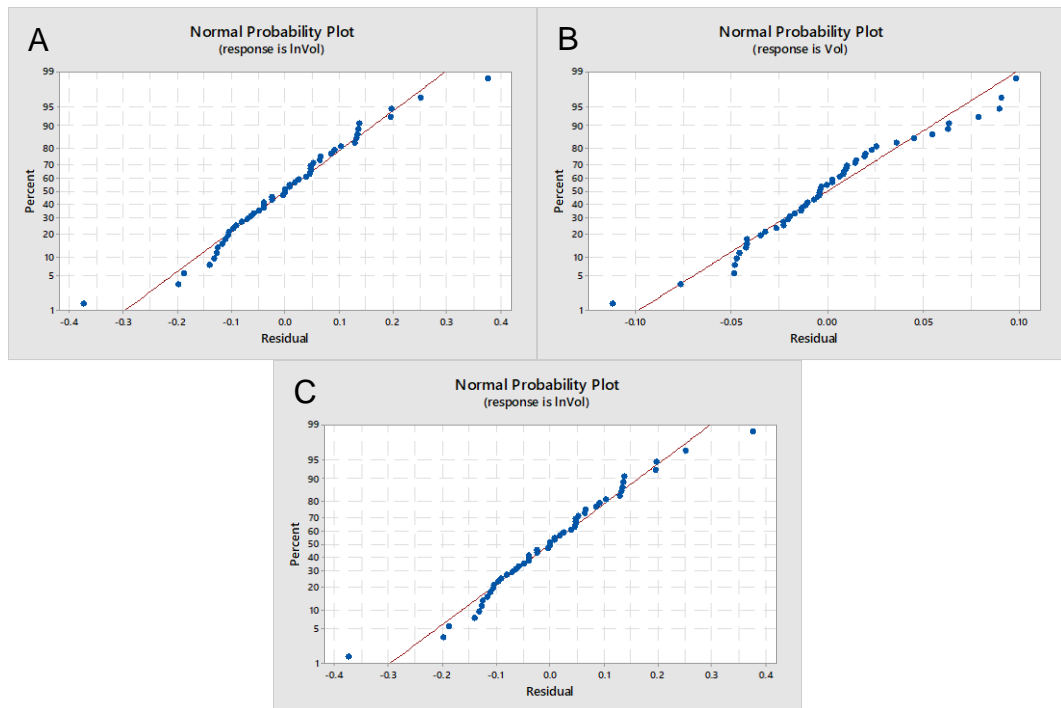 A
Normal Probability Plot
(response is lnVol)
99
95
90
80
70
60
50
40
30
20
10
5
1
Percent
-0.4 -0.3 -0.2 -0.1 0.0 0.1 0.2 0.3 0.4
Residual
B
Normal Probability Plot
(response is Vol)
99
95
90
80
70
60
50
40
30
20
10
5
1
Percent
-0.10 -0.05 0.00 0.05 0.10
Residual
C
Normal Probability Plot
(response is lnVol)
99
95
90
80
70
60
50
40
30
20
10
5
1
Percent
-0.4 -0.3 -0.2 -0.1 0.0 0.1 0.2 0.3 0.4
Residual